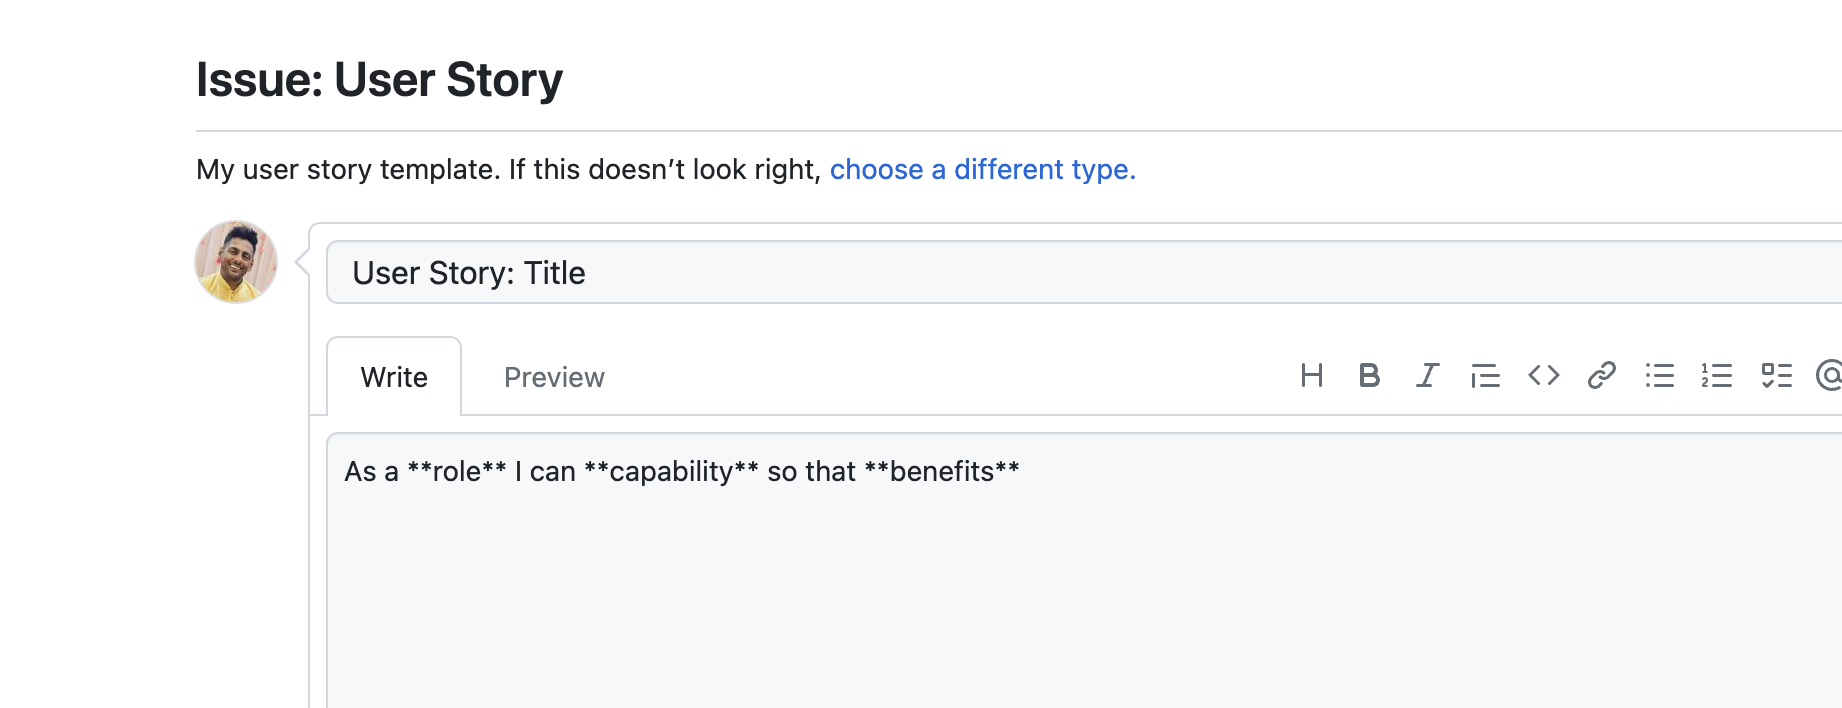 Issue: User Story
My user story template. If this doesn’t look right, choose a different type.
User Story: Title
Write Preview
As a **role** I can **capability** so that **benefits**